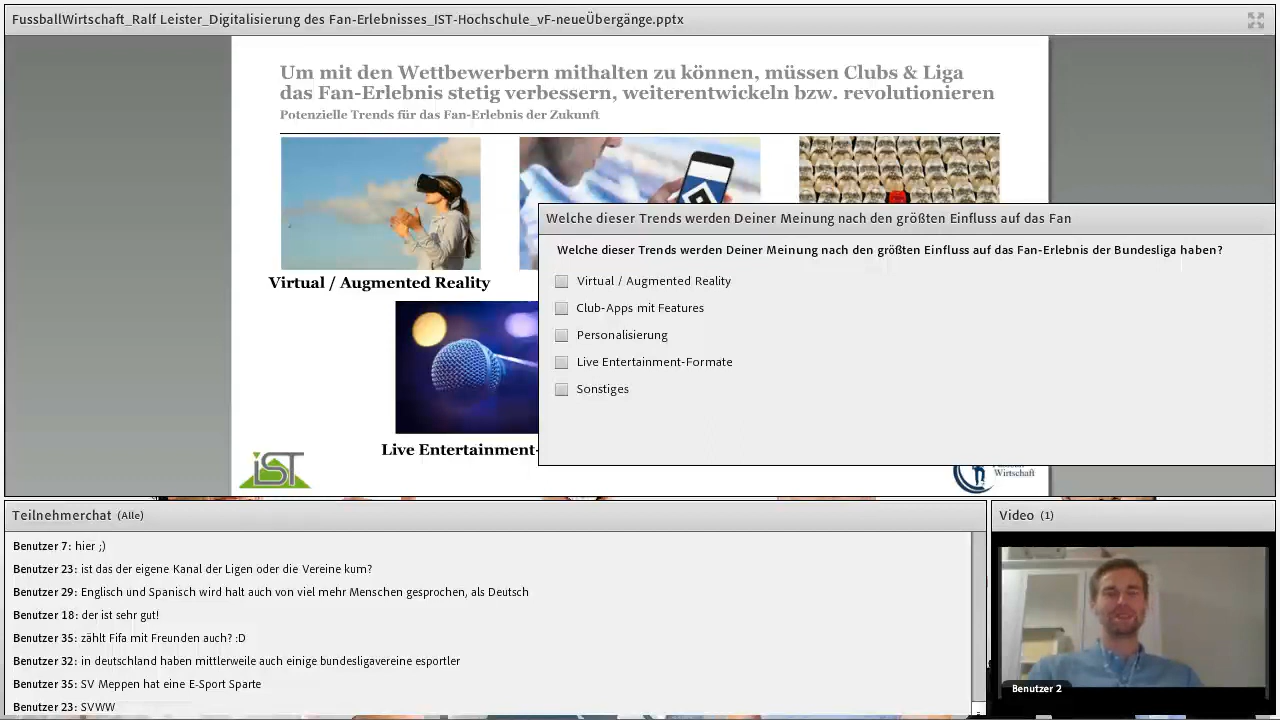 FussballWirtschaft_Ralf Leister_Digitalisierung des Fan-Erlebnisses_IST-Hochschule_vF-neueÜbergänge.pptx
Um mit den Wettbewerbern mithalten zu können, müssen Clubs & Liga
das Fan-Erlebnis stetig verbessern, weiterentwickeln bzw. revolutionieren
Potenzielle Trends für das Fan-Erlebnis der Zukunft
Virtual / Augmented Reality
Live Entertainment-
iST
Wirtschaft
Welche dieser Trends werden Deiner Meinung nach den größten Einfluss auf das Fan
Welche dieser Trends werden Deiner Meinung nach den größten Einfluss auf das Fan-Erlebnis der Bundesliga haben?
Virtual / Augmented Reality
Club-Apps mit Features
Personalisierung
Live Entertainment-Formate
Sonstiges
Teilnehmerchat (Alle)
Benutzer 7: hier ;)
Benutzer 23: ist das der eigene Kanal der Ligen oder die Vereine kum?
Benutzer 29: Englisch und Spanisch wird halt auch von viel mehr Menschen gesprochen, als Deutsch
Benutzer 18: der ist sehr gut!
Benutzer 35: zählt Fifa mit Freunden auch? :D
Benutzer 32: in deutschland haben mittlerweile auch einige bundesligavereine esportler
Benutzer 35: SV Meppen hat eine E-Sport Sparte
Benutzer 23: SVWW
Video (1)
Benutzer 2